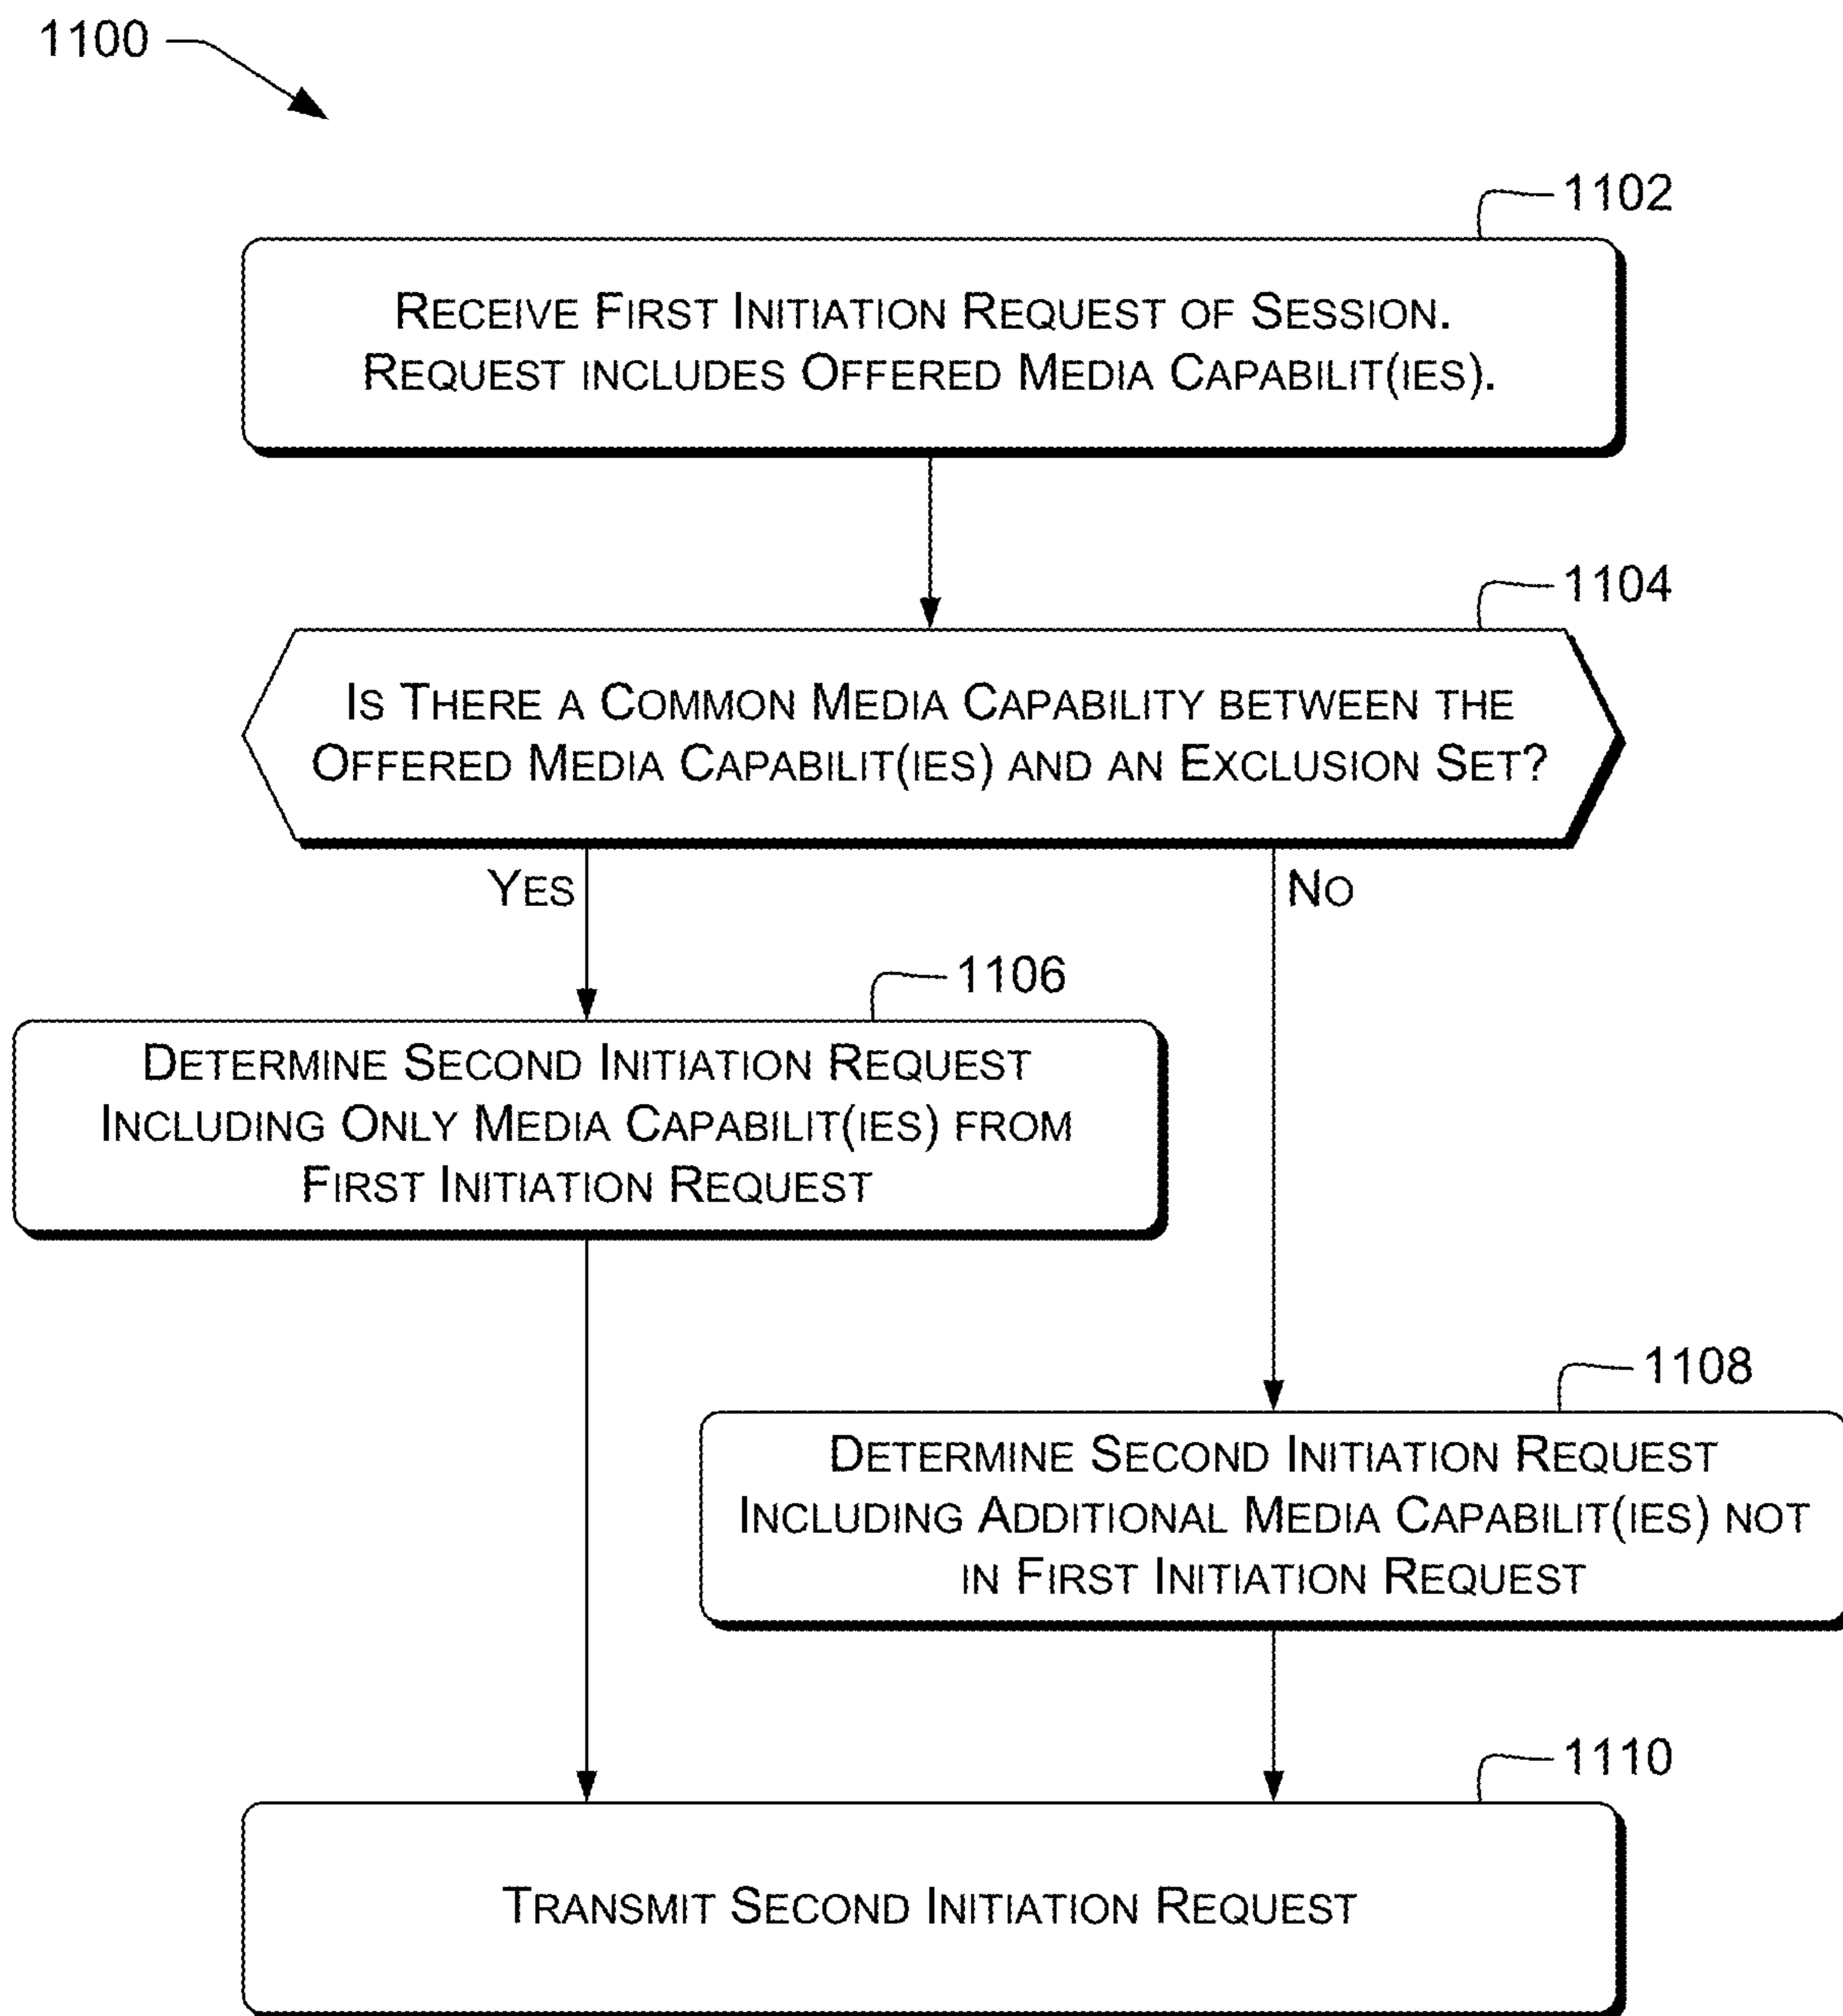 1100
1102
Receive First Initiation Request of Session.
Request includes Offered Media Capabilit(ies).
1104
Is There a Common Media Capability between the
Offered Media Capabilit(ies) and an Exclusion Set?
Yes
No
1106
Determine Second Initiation Request
Including Only Media Capabilit(ies) from
First Initiation Request
1108
Determine Second Initiation Request
Including Additional Media Capabilit(ies) not
in First Initiation Request
1110
Transmit Second Initiation Request